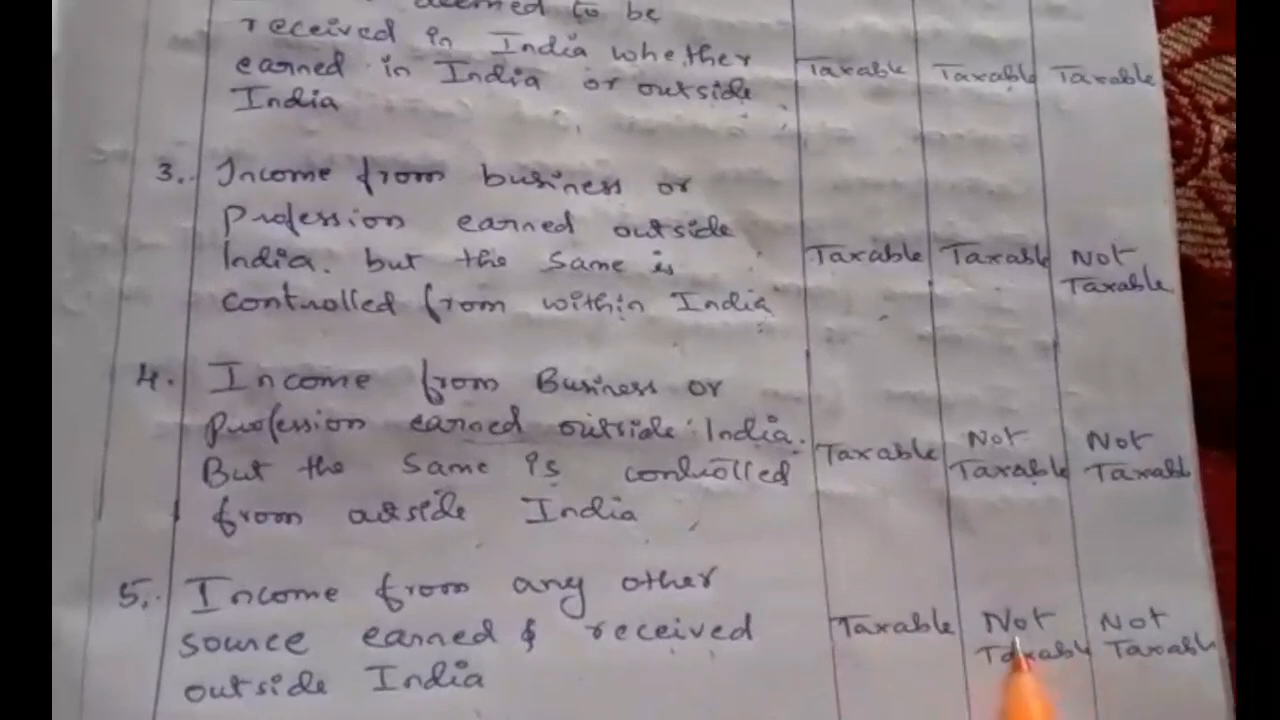 deemed to be
received in India whether
earned in India or outside
India
Taxable Taxable Taxable
3. Income from business or
Profession earned outside
India. but the same is
controlled from within India
Taxable Taxable Not
Taxable
4. Income from Business or
profession earned outside India.
But the same is controlled
from outside India
Taxable Not Taxable Not Taxable
5. Income from any other
source earned & received
outside India
Taxable Not Taxable Not Taxable